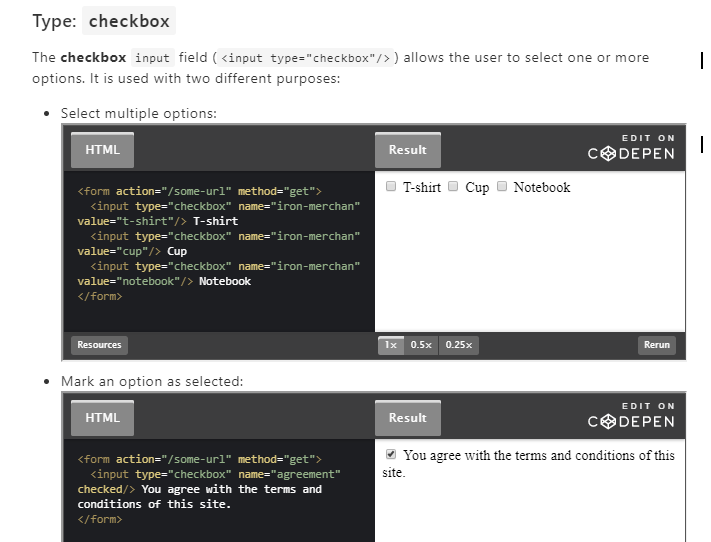 Type: checkbox
The checkbox input field ( <input type="checkbox"/> ) allows the user to select one or more
options. It is used with two different purposes:
• Select multiple options:
HTML
Result
EDIT ON
CODEPEN
<form action="/some-url" method="get">
<input type="checkbox" name="iron-merchan"
value="t-shirt"/> T-shirt
<input type="checkbox" name="iron-merchan"
value="cup"/> Cup
<input type="checkbox" name="iron-merchan"
value="notebook"/> Notebook
</form>
T-shirt Cup Notebook
Resources
1x 0.5x 0.25x
Rerun
• Mark an option as selected:
HTML
Result
EDIT ON
CODEPEN
<form action="/some-url" method="get">
<input type="checkbox" name="agreement"
checked/> You agree with the terms and
conditions of this site.
</form>
You agree with the terms and conditions of this
site.